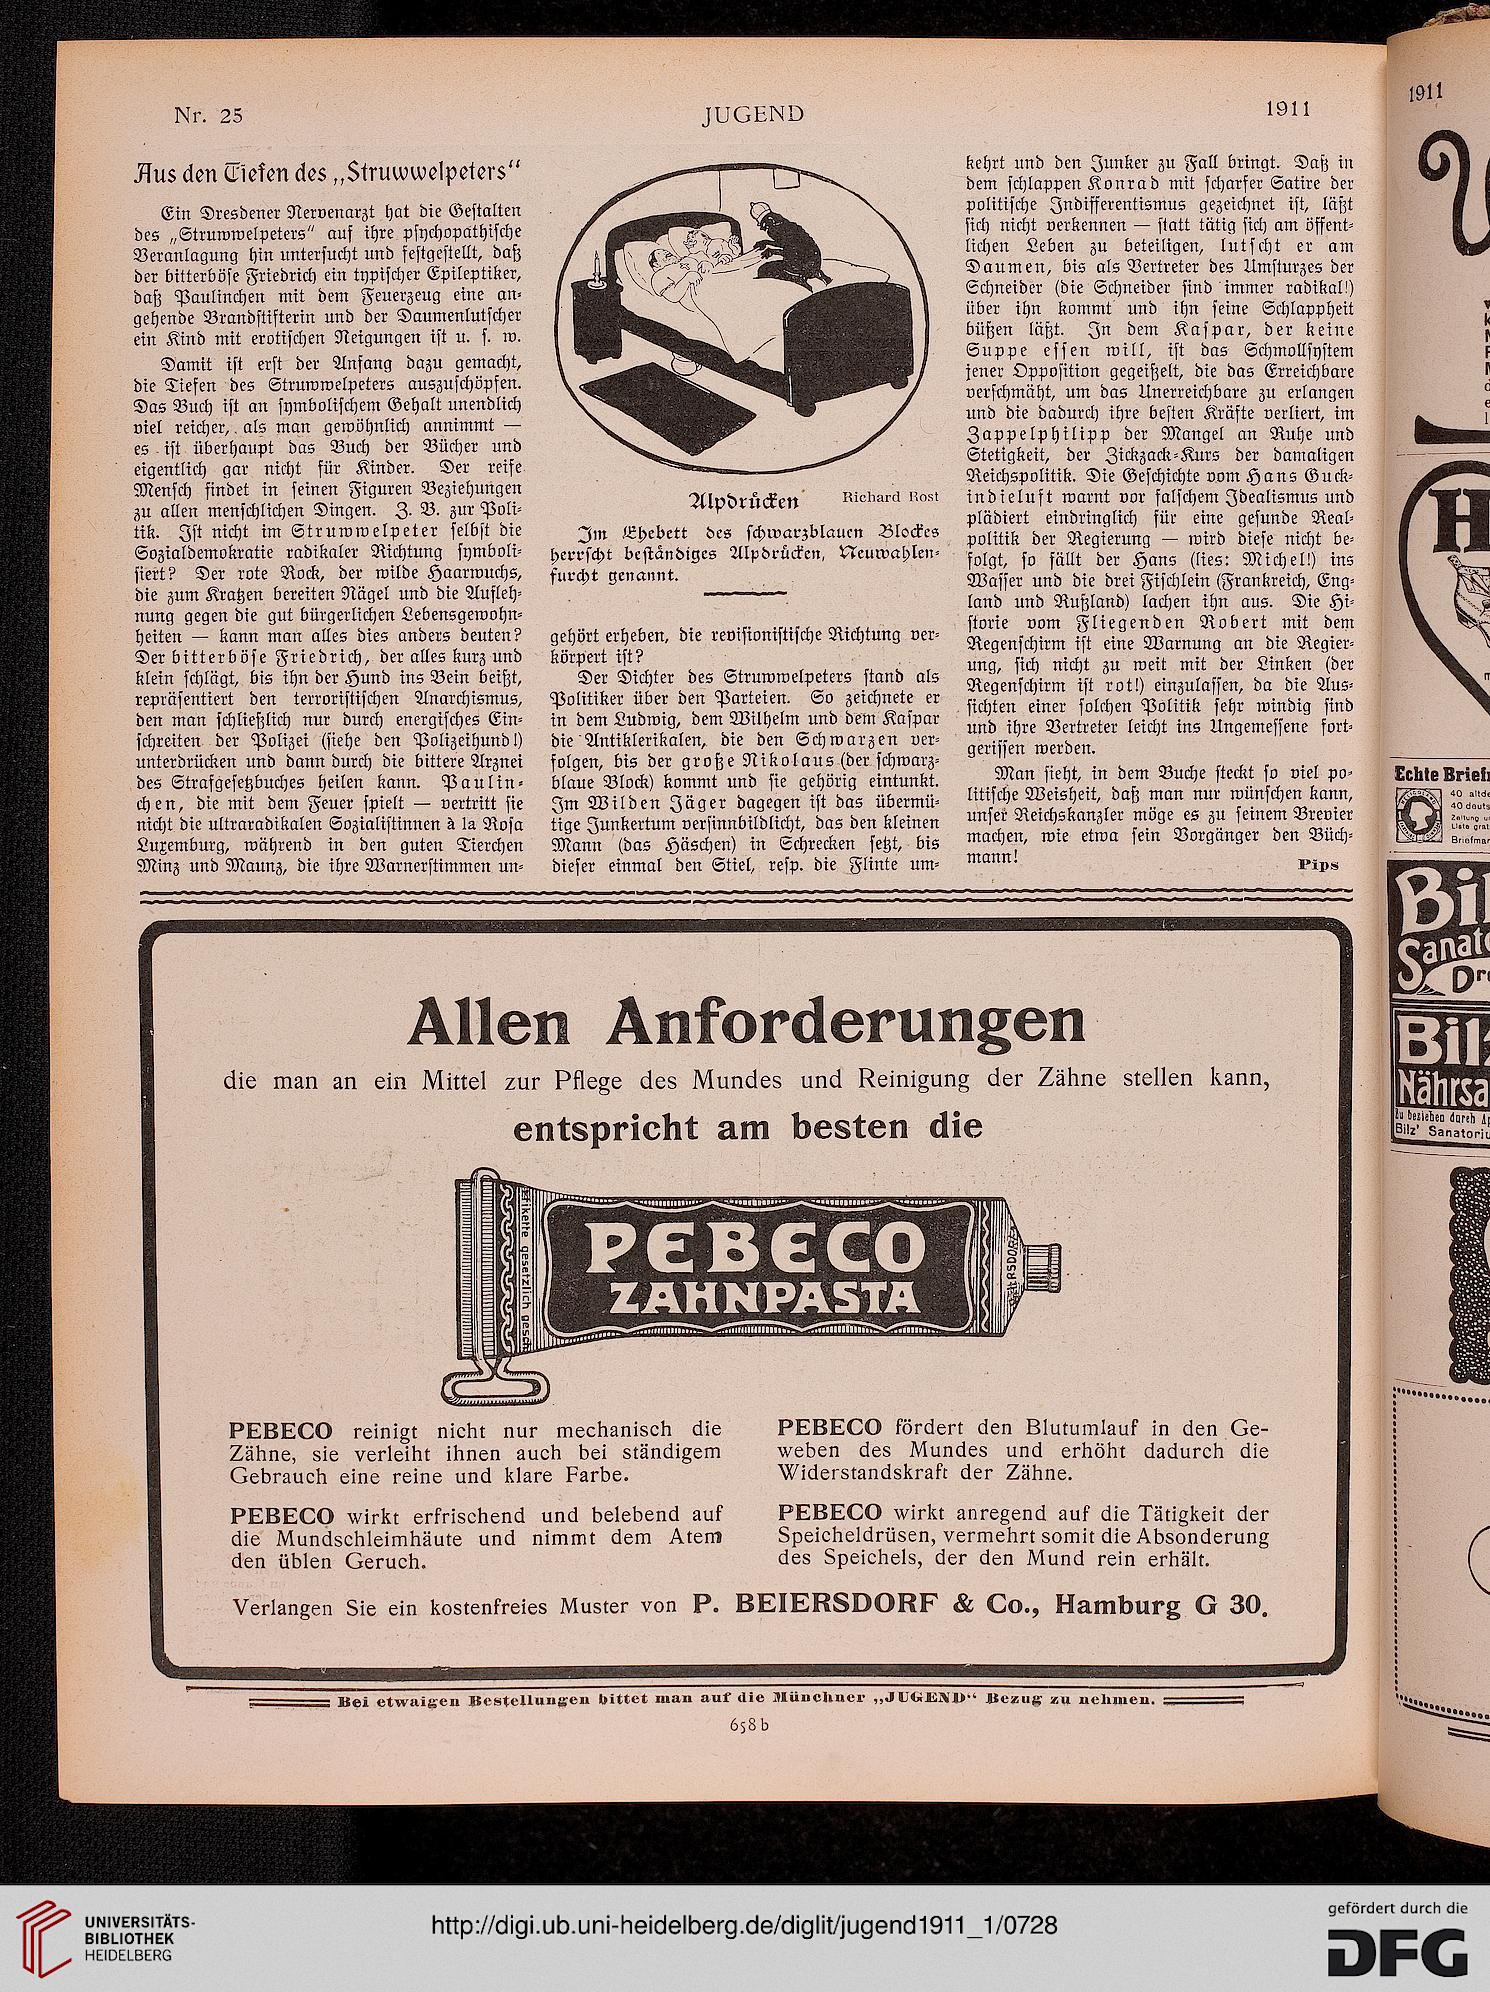 Nr. 25
JUGEND
1911
Aus den Tiefen des „Struwwelpeters“
Ein Dresdener Nervenarzt hat die Gestalten
des „Struwwelpeters“ auf ihre psychopathische
Veranlagung hin untersucht und festgestellt, daß
der bitterböse Friedrich ein typischer Epileptiker,
daß Paulinchen mit dem Feuerzeug eine an-
gehende Brandstifterin und der Daumenlutscher
ein Kind mit erotischen Neigungen ist u. s. w.
Damit ist erst der Anfang dazu gemacht,
die Tiefen des Struwwelpeters auszuschöpfen.
Das Buch ist an symbolischem Gehalt unendlich
viel reicher, als man gewöhnlich annimmt —
es ist überhaupt das Buch der Bücher und
eigentlich gar nicht für Kinder. Der reife
Mensch findet in seinen Figuren Beziehungen
zu allen menschlichen Dingen. Z. B. zur Poli-
tik. Ist nicht im Struwwelpeter selbst die
Sozialdemokratie radikaler Richtung symboli-
siert? Der rote Rock, der wilde Haarwuchs,
die zum Kratzen bereiten Nägel und die Aufleh-
nung gegen die gut bürgerlichen Lebensgewohn-
heiten — kann man alles dies anders deuten?
Der bitterböse Friedrich, der alles kurz und
klein schlägt, bis ihn der Hund ins Bein beißt,
repräsentiert den terroristischen Anarchismus,
den man schließlich nur durch energisches Ein-
schreiten der Polizei (siehe den Polizeihund!)
unterdrücken und dann durch die bittere Arznei
des Strafgesetzbuches heilen kann. Paulin-
chen, die mit dem Feuer spielt — vertritt sie
nicht die ultraradikalen Sozialistinnen à la Rosa
Luxemburg, während in den guten Tierchen
Minz und Maunz, die ihre Warnerstimmen un-
Alpdrücken
Richard Rost
Im Ehebett des schwarzblauen Blockes
herrscht beständiges Alpdrücken, Neuwahlen-
furcht genannt.
gehört erheben, die revisionistische Richtung ver-
körpert ist?
Der Dichter des Struwwelpeters stand als
Politiker über den Parteien. So zeichnete er
in dem Ludwig, dem Wilhelm und dem Kaspar
die Antiklerikalen, die den Schwarzen ver-
folgen, bis der große Nikolaus (der schwarz-
blaue Block) kommt und sie gehörig eintunkt.
Im Wilden Jäger dagegen ist das übermü-
tige Junkertum versinnbildlicht, das den kleinen
Mann (das Häschen) in Schrecken setzt, bis
dieser einmal den Stiel, resp. die Flinte um-
kehrt und den Junker zu Fall bringt. Daß in
dem schlappen Konrad mit scharfer Satire der
politische Indifferentismus gezeichnet ist, läßt
sich nicht verkennen — statt tätig sich am öffent-
lichen Leben zu beteiligen, lutscht er am
Daumen, bis als Vertreter des Umsturzes der
Schneider (die Schneider sind immer radikal!)
über ihn kommt und ihn seine Schlappheit
büßen läßt. In dem Kaspar, der keine
Suppe essen will, ist das Schmollsystem
jener Opposition gegeißelt, die das Erreichbare
verschmäht, um das Unerreichbare zu erlangen
und die dadurch ihre besten Kräfte verliert, im
Zappelphilipp der Mangel an Ruhe und
Stetigkeit, der Zickzack-Kurs der damaligen
Reichspolitik. Die Geschichte vom Hans Guck-
indieluft warnt vor falschem Idealismus und
plädiert eindringlich für eine gesunde Real-
politik der Regierung — wird diese nicht be-
folgt, so fällt der Hans (lies: Michel!) ins
Wasser und die drei Fischlein (Frankreich, Eng-
land und Rußland) lachen ihn aus. Die Hi-
storie vom Fliegenden Robert mit dem
Regenschirm ist eine Warnung an die Regier-
ung, sich nicht zu weit mit der Linken (der
Regenschirm ist rot!) einzulassen, da die Aus-
sichten einer solchen Politik sehr windig sind
und ihre Vertreter leicht ins Ungemessene fort-
gerissen werden.
Man sieht, in dem Buche steckt so viel po-
litische Weisheit, daß man nur wünschen kann,
unser Reichskanzler möge es zu seinem Brevier
machen, wie etwa sein Vorgänger den Büch-
mann!
Pips
Allen Anforderungen
die man an ein Mittel zur Pflege des Mundes und Reinigung der Zähne stellen kann,
entspricht am besten die
Etikette gesetzlich gesch.
PEBECO
ZAHNPASTA
PEBECO reinigt nicht nur mechanisch die
Zähne, sie verleiht ihnen auch bei ständigem
Gebrauch eine reine und klare Farbe.
PEBECO wirkt erfrischend und belebend auf
die Mundschleimhäute und nimmt dem Atem
den üblen Geruch.
PEBECO fördert den Blutumlauf in den Ge-
weben des Mundes und erhöht dadurch die
Widerstandskraft der Zähne.
PEBECO wirkt anregend auf die Tätigkeit der
Speicheldrüsen, vermehrt somit die Absonderung
des Speichels, der den Mund rein erhält.
Verlangen Sie ein kostenfreies Muster von P. BEIERSDORF & Co., Hamburg G 30.
Bei etwaigen Bestellungen bittet man auf die Münchner „JUGEND“ Bezug zu nehmen.
658 b
1911
H
Echte Brief
40 altd
40 deuts
Zeitung u
Liste grat
Briefmar
Bil
Sanat
Dr
Bilz
Nährsa
Zu beziehen durch Ap
Bilz' Sanatoriu
UNIVERSITÄTS-
BIBLIOTHEK
HEIDELBERG
http://digi.ub.uni-heidelberg.de/diglit/jugend1911_1/0728
gefördert durch die
DFG